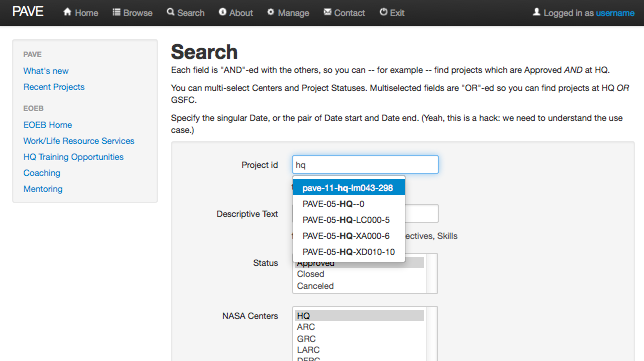 PAVE Home Browse Search About Manage Contact Exit Logged in as username
PAVE
What's new
Recent Projects
EOEB
EOEB Home
Work/Life Resource Services
HQ Training Opportunities
Coaching
Mentoring
Search
Each field is "AND"-ed with the others, so you can -- for example -- find projects which are Approved AND at HQ.
You can multi-select Centers and Project Statuses. Multiselected fields are "OR"-ed so you can find projects at HQ OR
GSFC.
Specify the singular Date, or the pair of Date start and Date end. (Yeah, this is a hack: we need to understand the use
case.)
Project id hq
pave-11-hq-lm043-298
PAVE-05-HQ--0
Descriptive Text
PAVE-05-HQ-LC000-5
PAVE-05-HQ-XA000-6
ectives, Skills
PAVE-05-HQ-XD010-10
Status Approved
Closed
Canceled
NASA Centers HQ
ARC
GRC
LARC